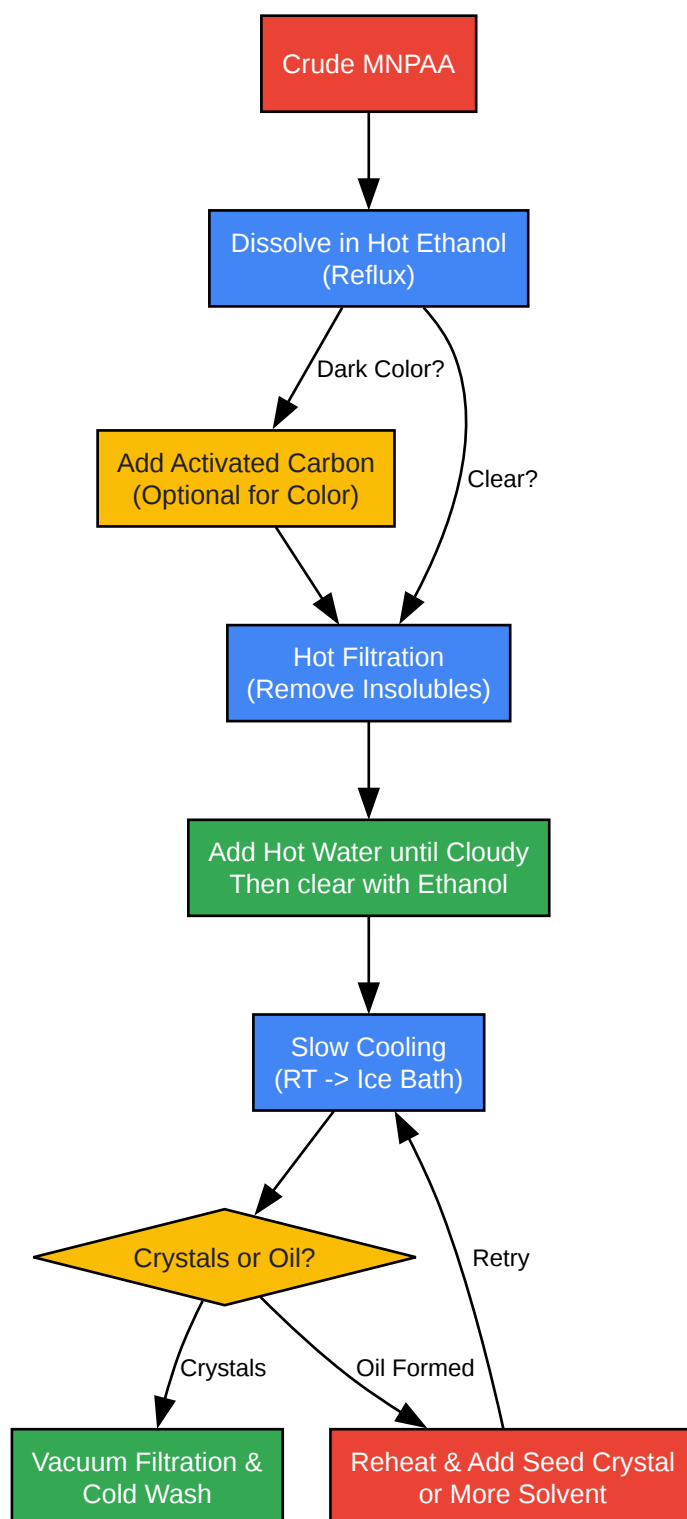 Crude MNPAA
Dissolve in Hot Ethanol
(Reflux)
Dark Color?
Add Activated Carbon
(Optional for Color)
Clear?
Hot Filtration
(Remove Insolubles)
Add Hot Water until Cloudy
Then clear with Ethanol
Slow Cooling
(RT -> Ice Bath)
Crystals or Oil?
Retry
Crystals
Oil Formed
Vacuum Filtration &
Cold Wash
Reheat & Add Seed Crystal
or More Solvent